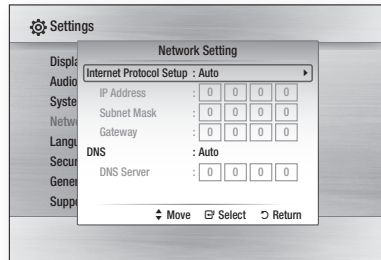 Settings
Network Setting
Displa
Internet Protocol Setup : Auto
Audio
IP Address : 0 0 0 0
Syste
Subnet Mask : 0 0 0 0
Netwo
Gateway : 0 0 0 0
Langu
DNS : Auto
Secur
DNS Server : 0 0 0 0
Gener
Suppo
Move Select Return